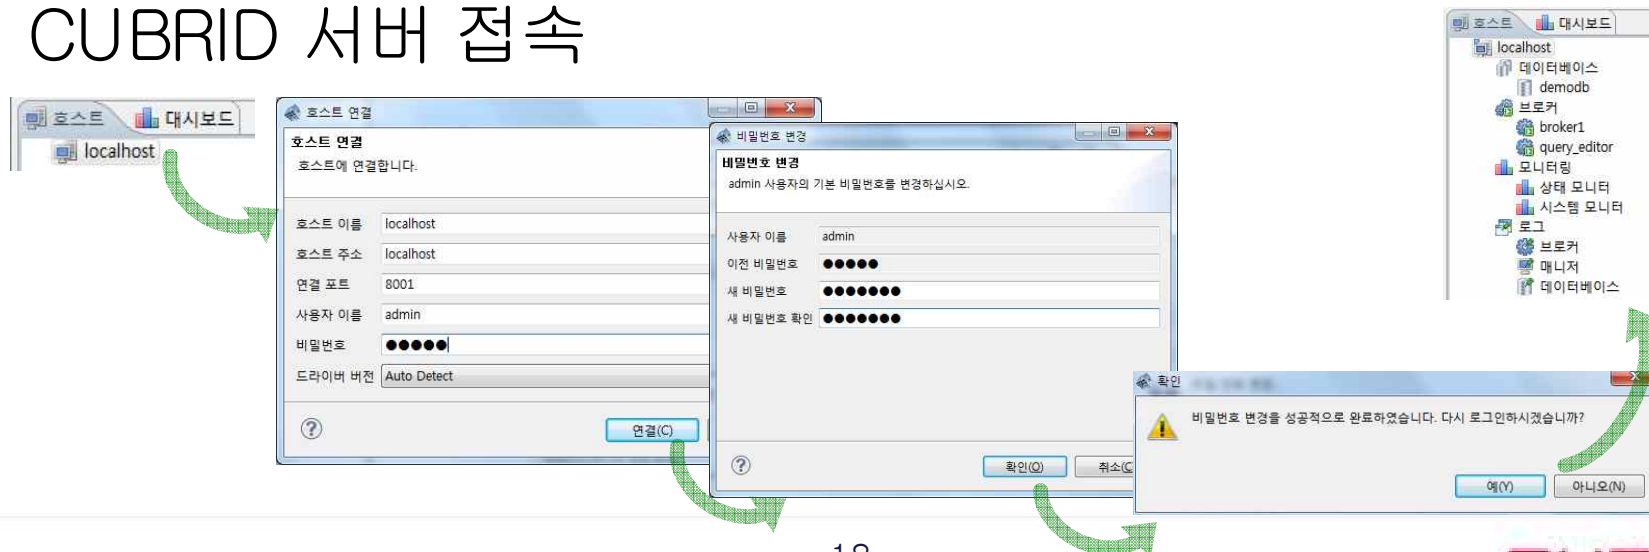 CUBRID 서버 접속
호스트 대시보드
localhost
호스트 연결
호스트 연결
호스트에 연결합니다.
호스트 이름 localhost
호스트 주소 localhost
연결 포트 8001
사용자 이름 admin
비밀번호 ●●●●●
드라이버 버전 Auto Detect
연결(C)
비밀번호 변경
비밀번호 변경
admin 사용자의 기본 비밀번호를 변경하십시오.
사용자 이름 admin
이전 비밀번호 ●●●●●
새 비밀번호 ●●●●●●●
새 비밀번호 확인 ●●●●●●●
확인(O) 취소(C
확인
비밀번호 변경을 성공적으로 완료하였습니다. 다시 로그인하시겠습니까?
예(Y) 아니오(N)
호스트 대시보드
localhost
데이터베이스
demodb
브로커
broker1
query_editor
모니터링
상태 모니터
시스템 모니터
로그
브로커
매니저
데이터베이스